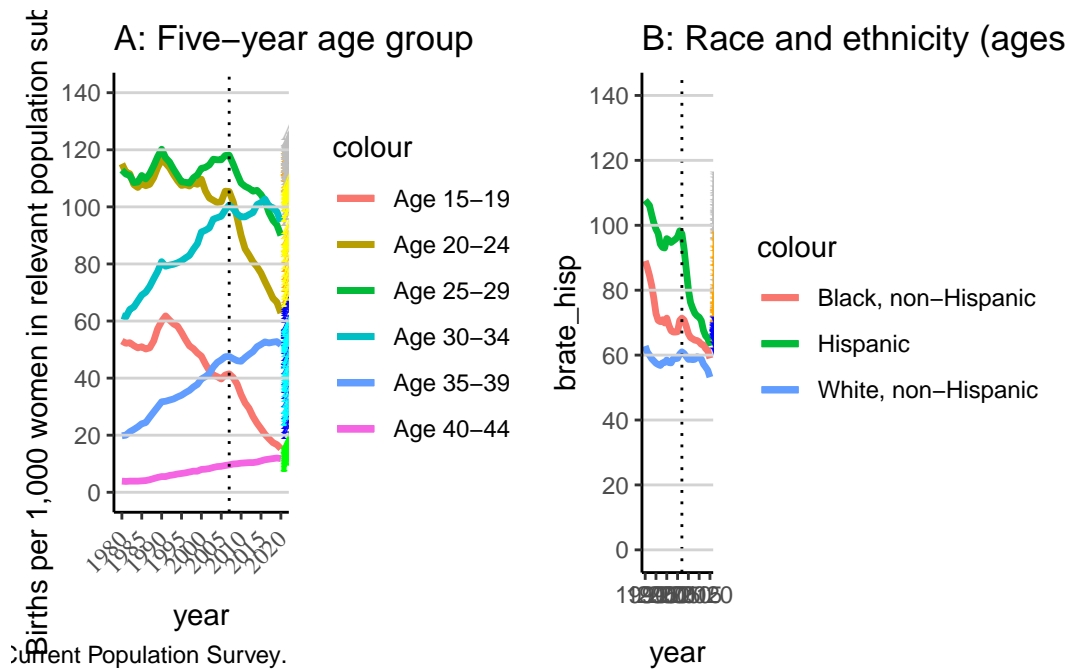 A: Five−year age group
Births per 1,000 women in relevant population sub
140
120
100
80
60
40
20
0
1980
1985
1990
1995
2000
2005
2010
2015
2020
year
colour
Age 15−19
Age 20−24
Age 25−29
Age 30−34
Age 35−39
Age 40−44
Current Population Survey.
B: Race and ethnicity (ages
brate_hisp
140
120
100
80
60
40
20
0
year
colour
Black, non−Hispanic
Hispanic
White, non−Hispanic